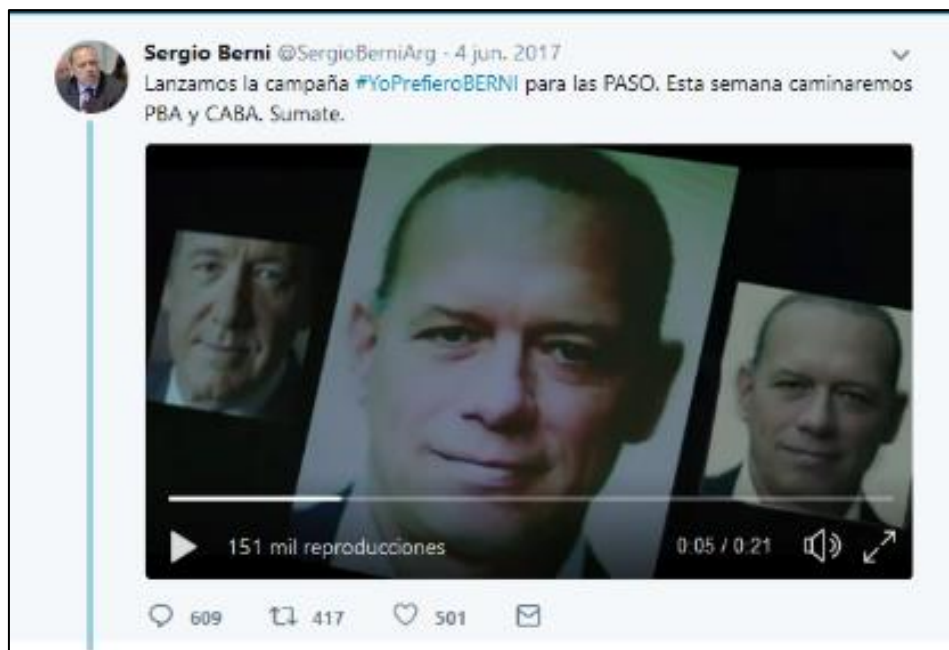 Sergio Berni @SergioBerniArg - 4 jun. 2017
Lanzamos la campaña #YoPrefieroBERNI para las PASO. Esta semana caminaremos
PBA y CABA. Sumate.
151 mil reproducciones
0:05 / 0:21
609
417
501